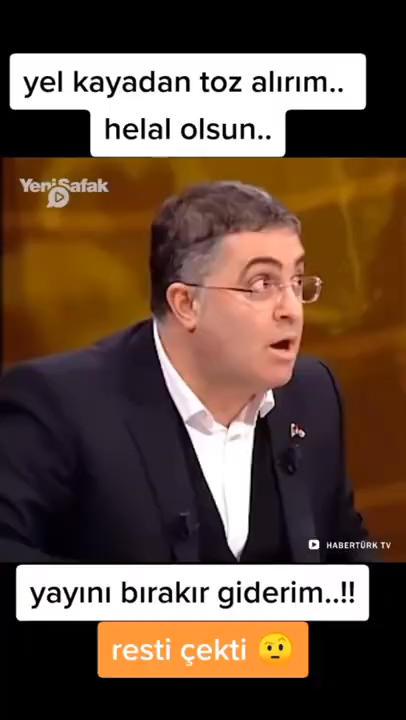 yel kayadan toz alırım..
helal olsun..
YeniŞafak
HABERTÜRK TV
yayını bırakır giderim..!!
resti çekti 🤨